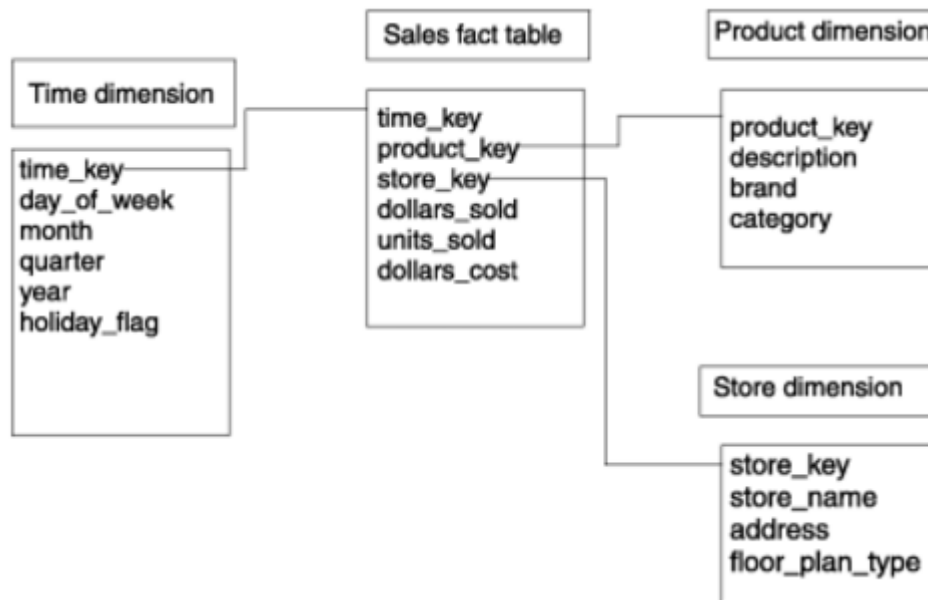 Time dimension
time_key
day_of_week
month
quarter
year
holiday_flag
Sales fact table
time_key
product_key
store_key
dollars_sold
units_sold
dollars_cost
Product dimension
product_key
description
brand
category
Store dimension
store_key
store_name
address
floor_plan_type